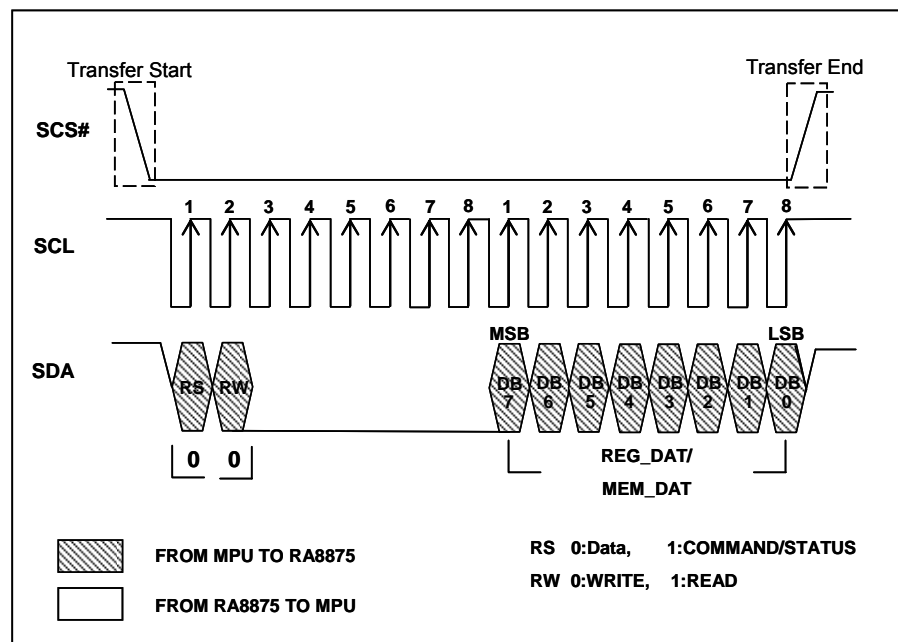 Transfer Start
Transfer End
SCS#
1 2 3 4 5 6 7 8 1 2 3 4 5 6 7 8
SCL
MSB
LSB
SDA
RS RW DB 7 DB 6 DB 5 DB 4 DB 3 DB 2 DB 1 DB 0
0 0
REG_DAT/
MEM_DAT
FROM MPU TO RA8875
RS 0:Data, 1:COMMAND/STATUS
RW 0:WRITE, 1:READ
FROM RA8875 TO MPU